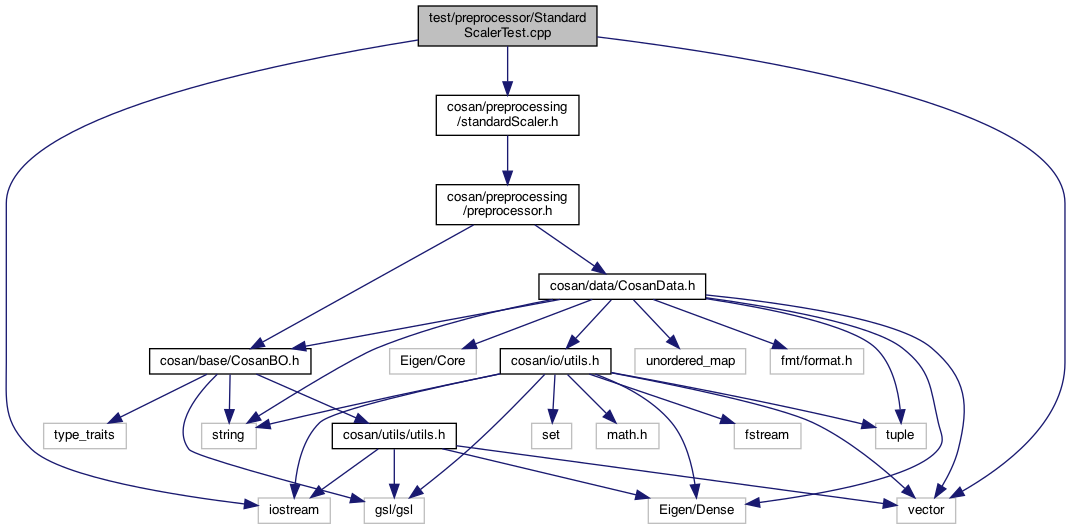 test/preprocessor/Standard
ScalerTest.cpp
cosan/preprocessing
/standardScaler.h
cosan/preprocessing
/preprocessor.h
cosan/data/CosanData.h
cosan/base/CosanBO.h
Eigen/Core
cosan/io/utils.h
unordered_map
fmt/format.h
type_traits
string
cosan/utils/utils.h
set
math.h
fstream
tuple
iostream
gsl/gsl
Eigen/Dense
vector